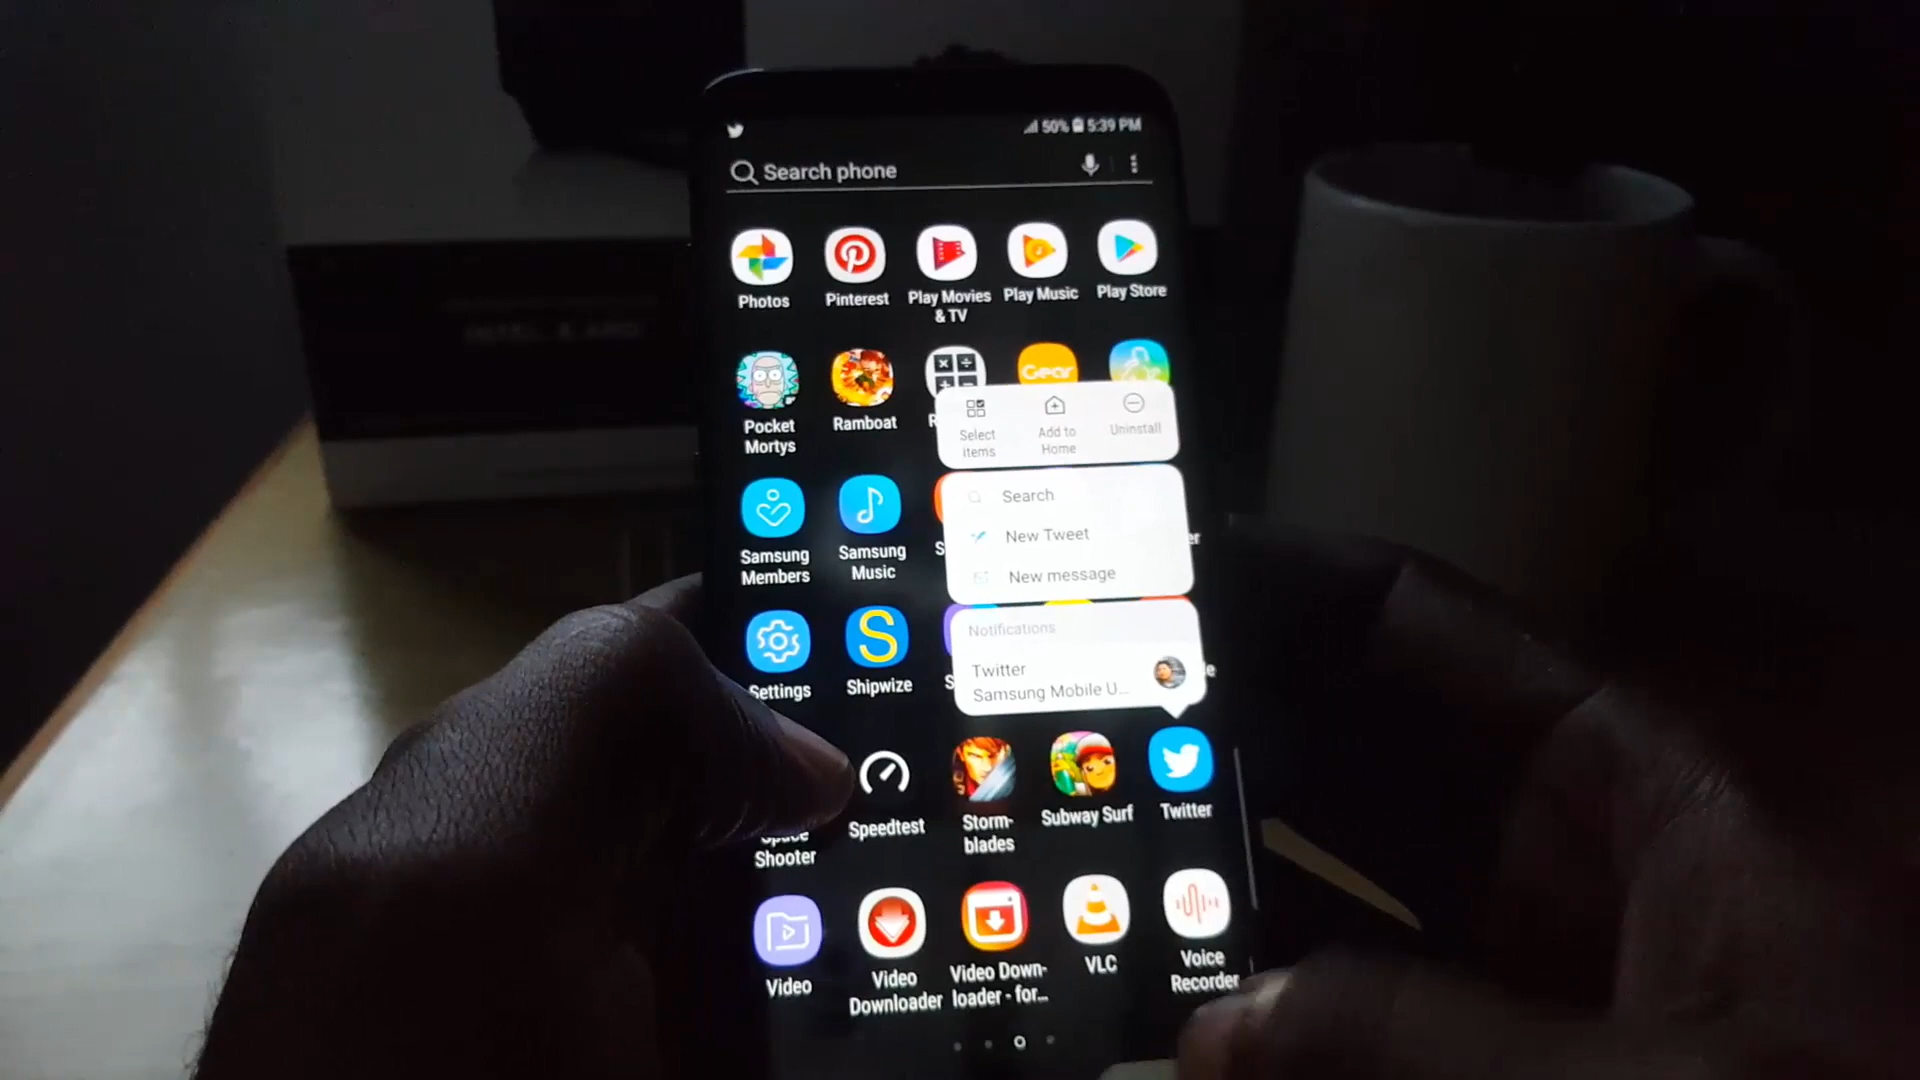 50% 5:39 PM
Search phone
Photos
Pinterest
Play Movies
& TV
Play Music
Play Store
Pocket
Mortys
Ramboat
Gear
Select
items
Add to
Home
Uninstall
Samsung
Members
Samsung
Music
Search
New Tweet
New message
er
Settings
S
Shipwize
Notifications
Twitter
Samsung Mobile U...
e
Space
Shooter
Speedtest
Storm-
blades
Subway Surf
Twitter
Video
Video
Downloader
Video Down-
loader - for...
VLC
Voice
Recorder